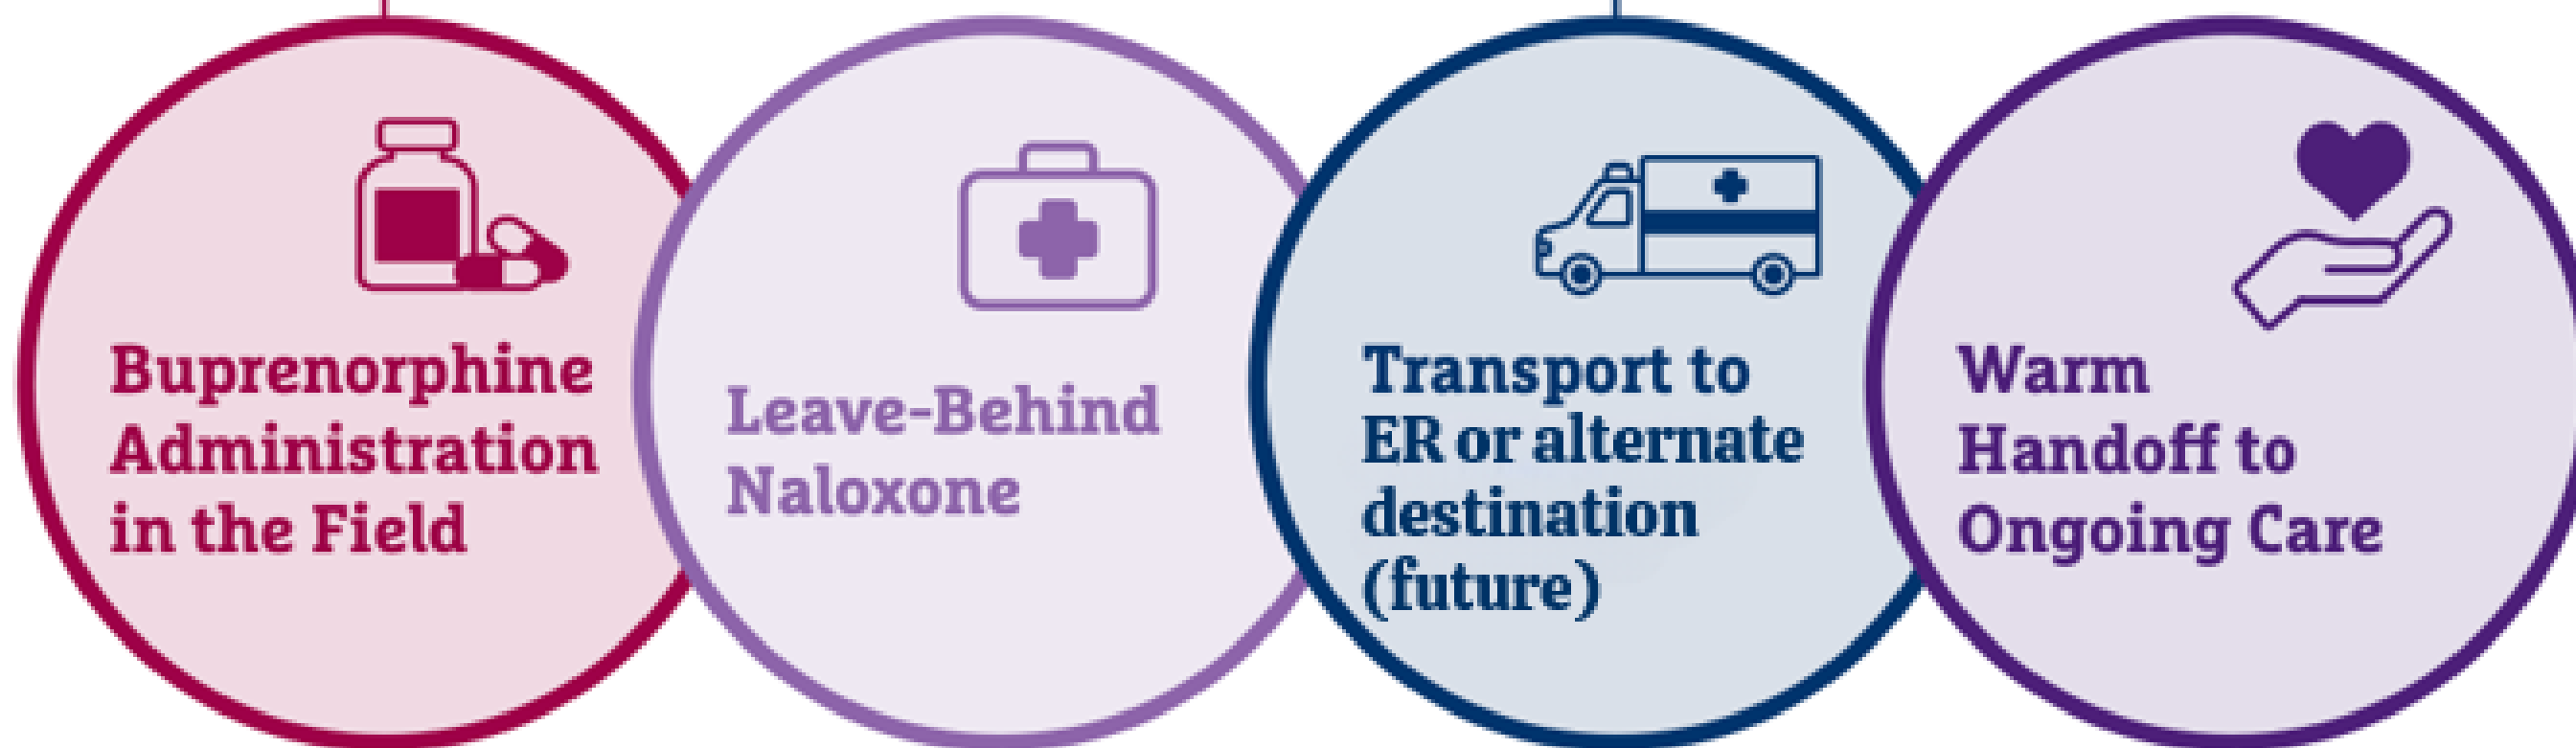 Buprenorphine
Administration
in the Field
Leave-Behind
Naloxone
Transport to
ER or alternate
destination
(future)
Warm
Handoff to
Ongoing Care